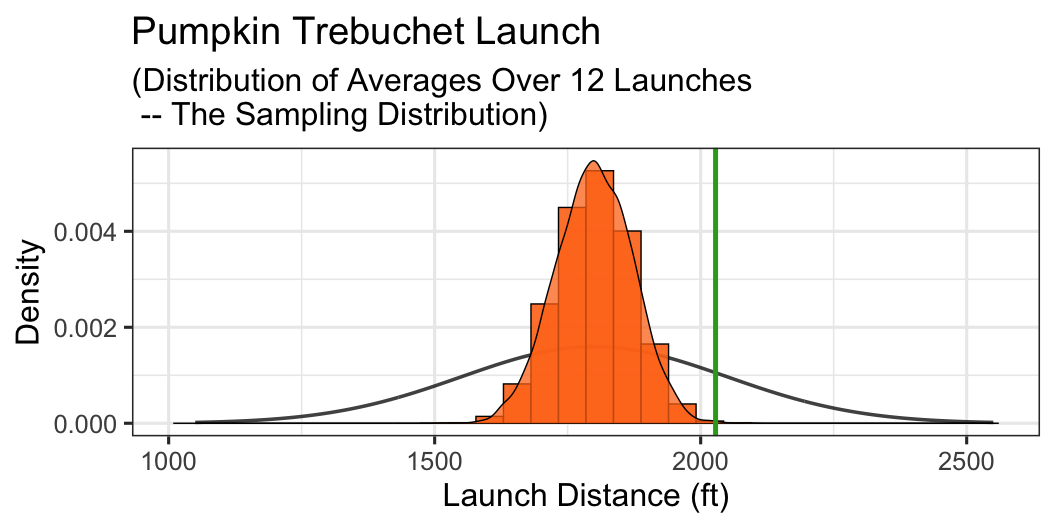 Pumpkin Trebuchet Launch
(Distribution of Averages Over 12 Launches
-- The Sampling Distribution)
Density
0.004
0.002
0.000
1000
1500
2000
2500
Launch Distance (ft)